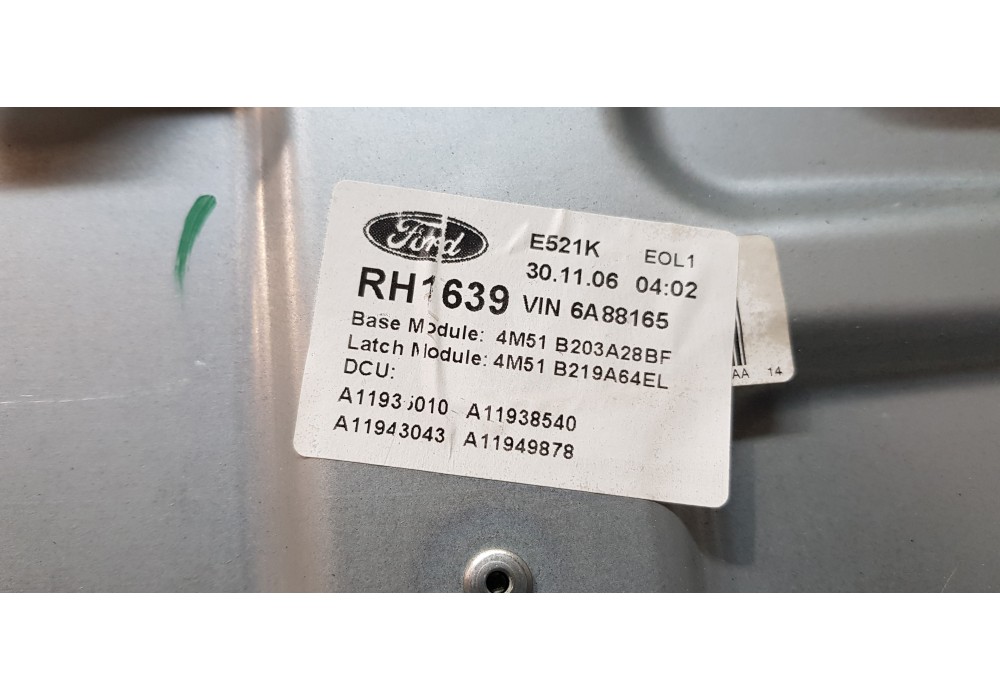 Ford E521K EOL1
30.11.06 04:02
RH1639 VIN 6A88165
Base Module: 4M51 B203A28BF
Latch Module: 4M51 B219A64EL
DCU:
A11938540
A11943043 A11949878
AA 14